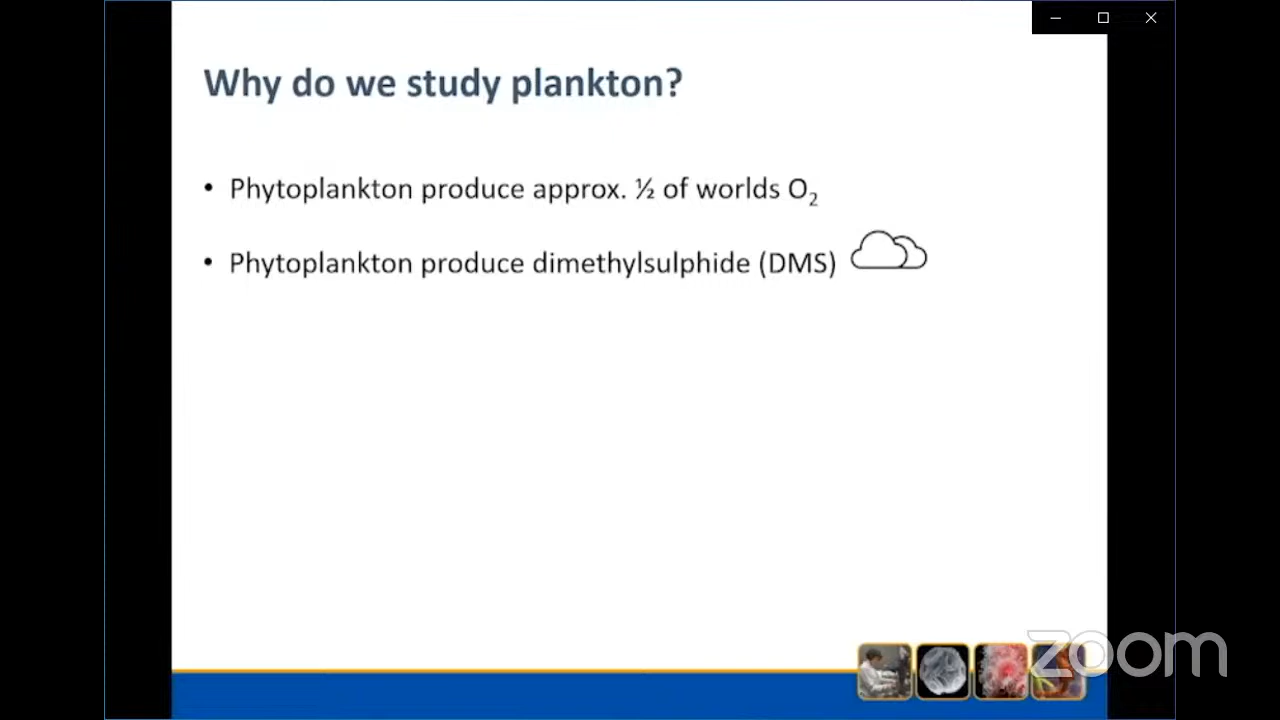 Why do we study plankton?
• Phytoplankton produce approx. ½ of worlds O₂
• Phytoplankton produce dimethylsulphide (DMS)
zoom